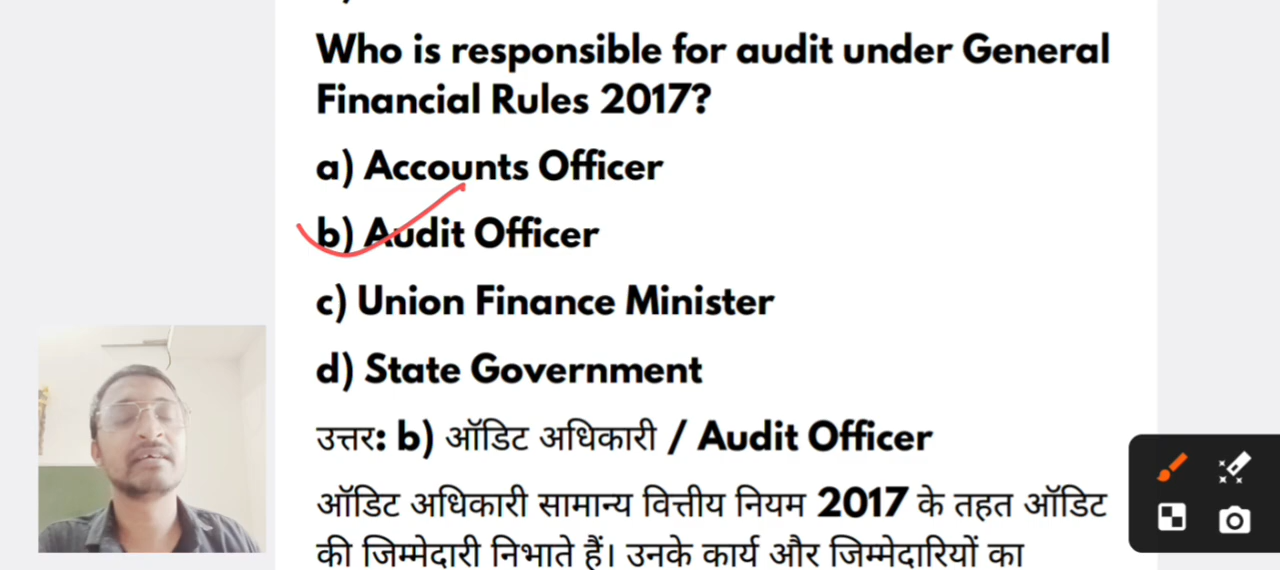 Who is responsible for audit under General
Financial Rules 2017?
a) Accounts Officer
b) Audit Officer
c) Union Finance Minister
d) State Government
उत्तर: b) ऑडिट अधिकारी / Audit Officer
ऑडिट अधिकारी सामान्य वित्तीय नियम 2017 के तहत ऑडिट
की जिम्मेदारी निभाते हैं। उनके कार्य और जिम्मेदारियों का